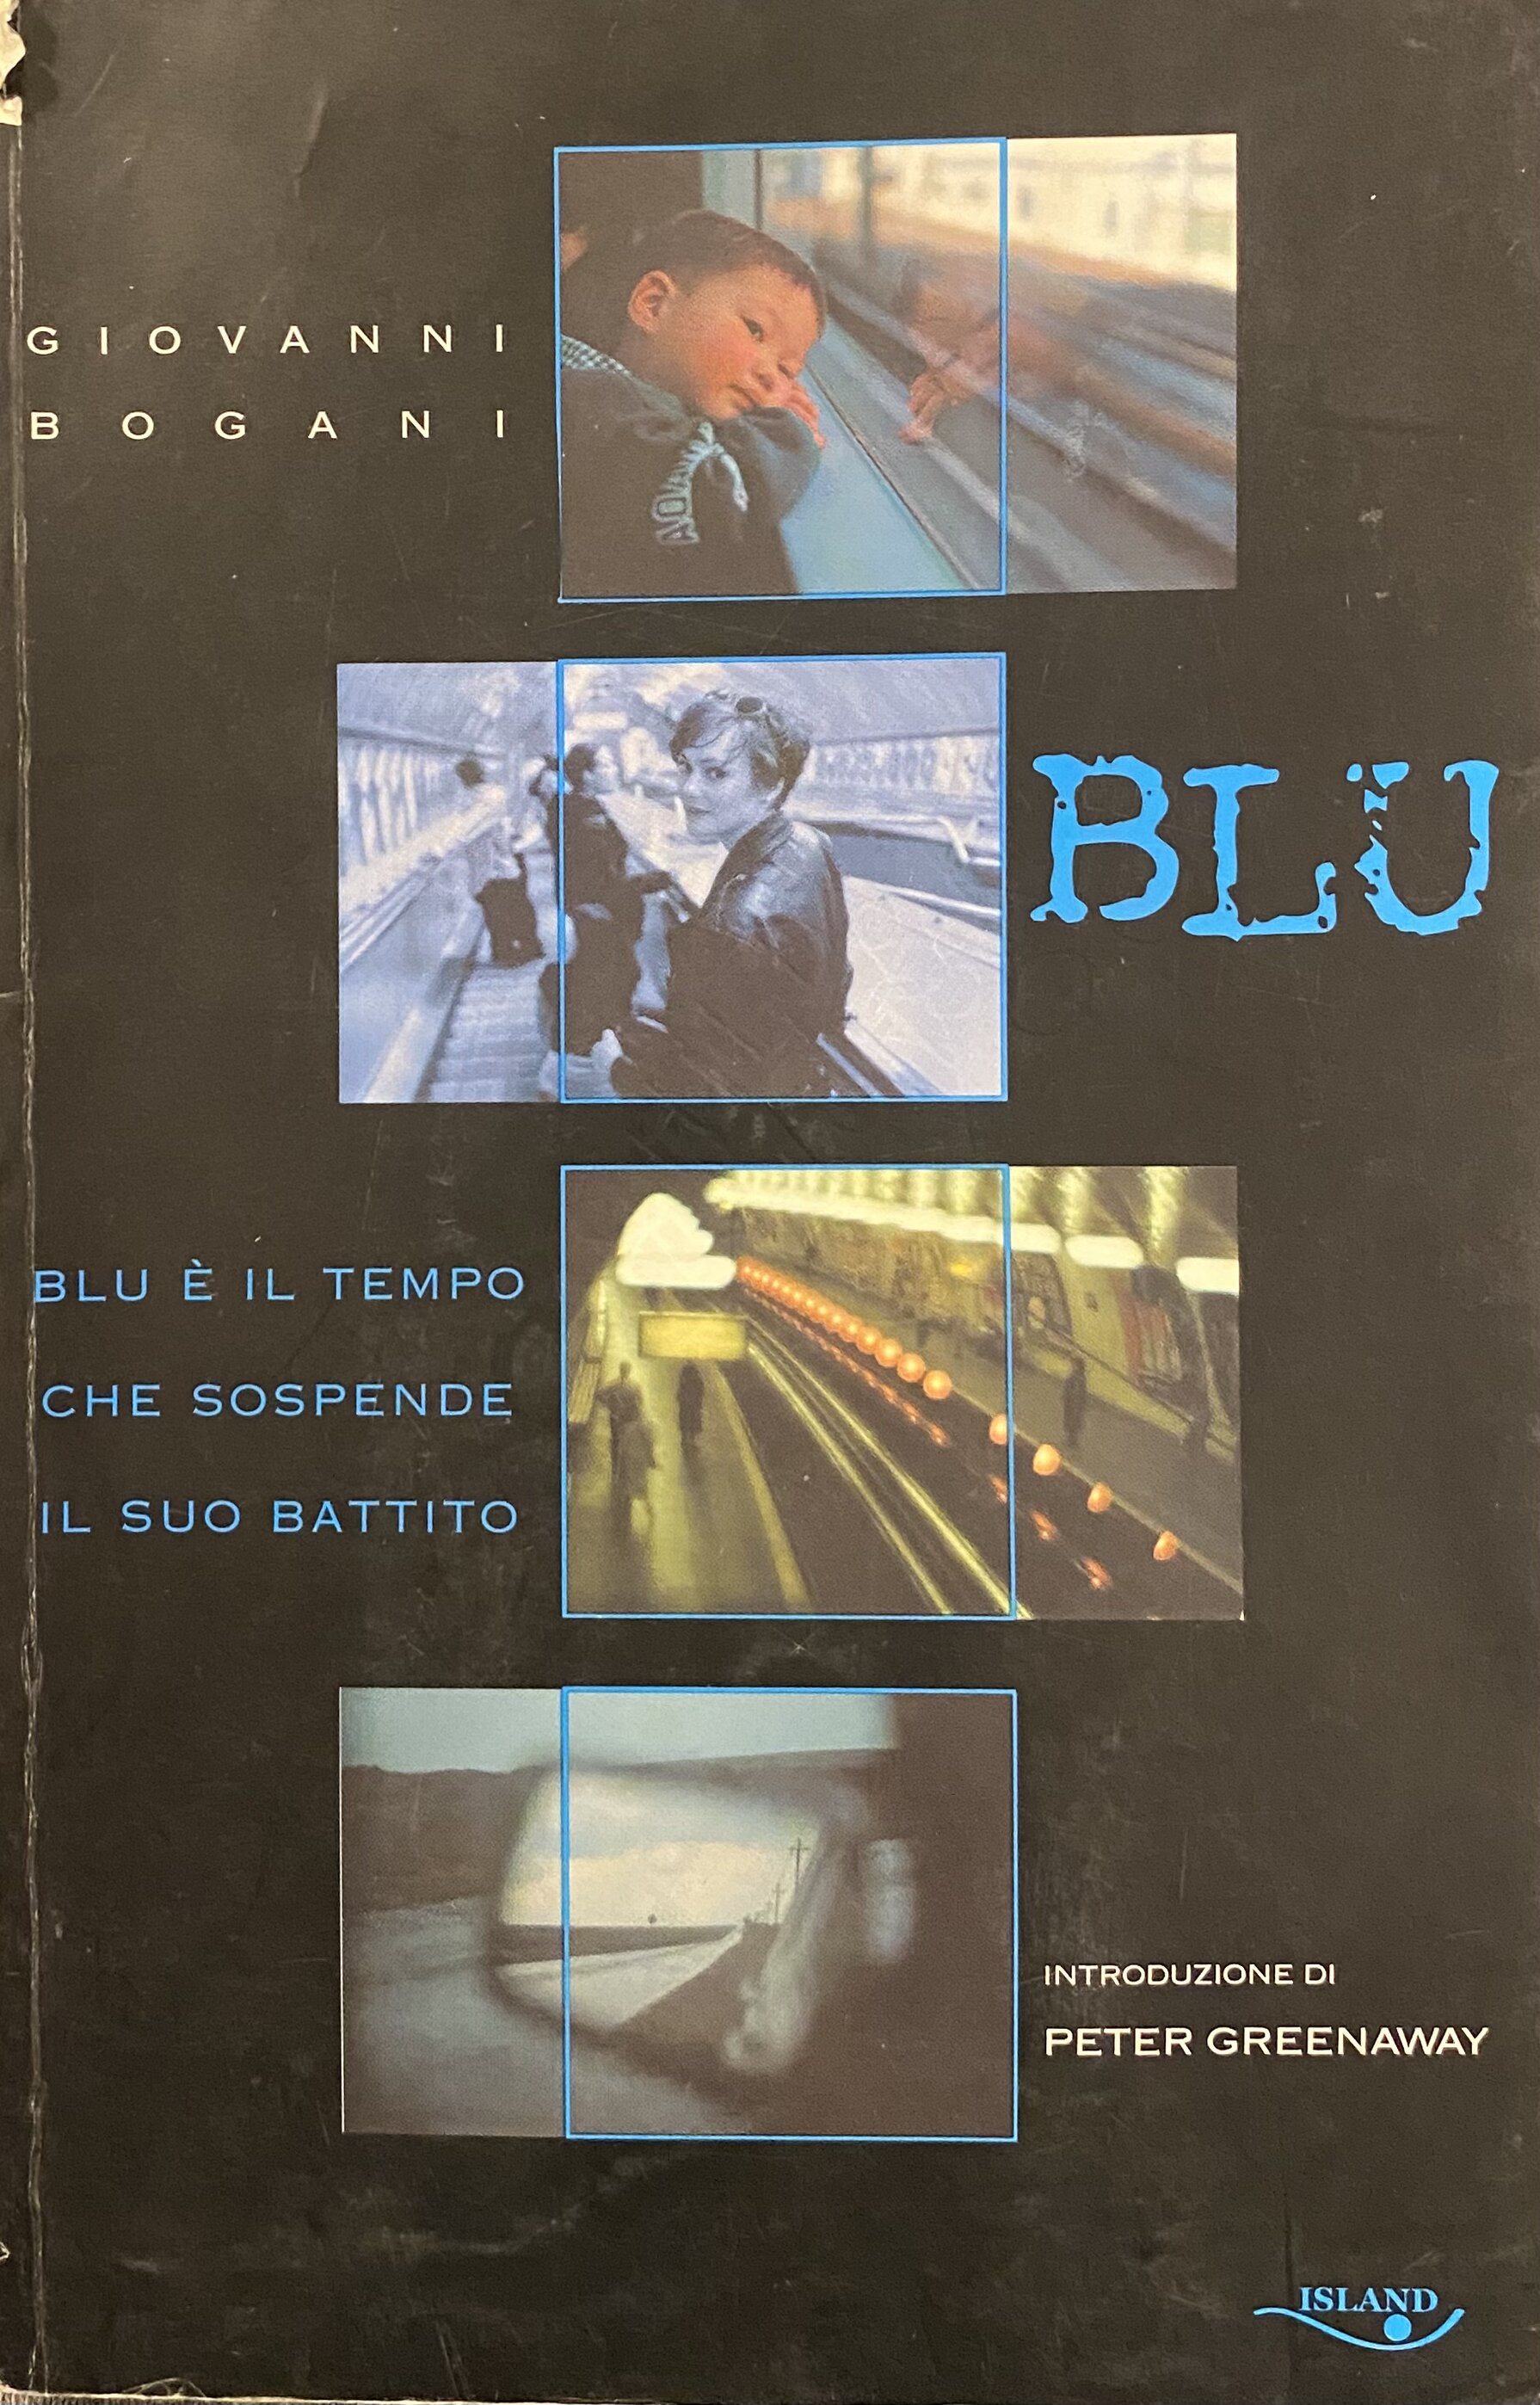 GIOVANNI
BOGANI
BLU
BLU È IL TEMPO
CHE SOSPENDE
IL SUO BATTITO
INTRODUZIONE DI
PETER GREENAWAY
ISLAND